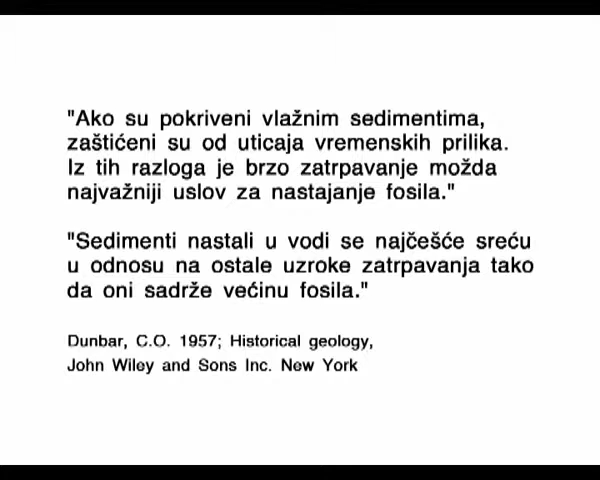 "Ako su pokriveni vlažnim sedimentima,
zaštićeni su od uticaja vremenskih prilika.
Iz tih razloga je brzo zatrpavanje možda
najvažniji uslov za nastajanje fosila."
"Sedimenti nastali u vodi se najčešće sreću
u odnosu na ostale uzroke zatrpavanja tako
da oni sadrže većinu fosila."
Dunbar, C.O. 1957; Historical geology,
John Wiley and Sons Inc. New York